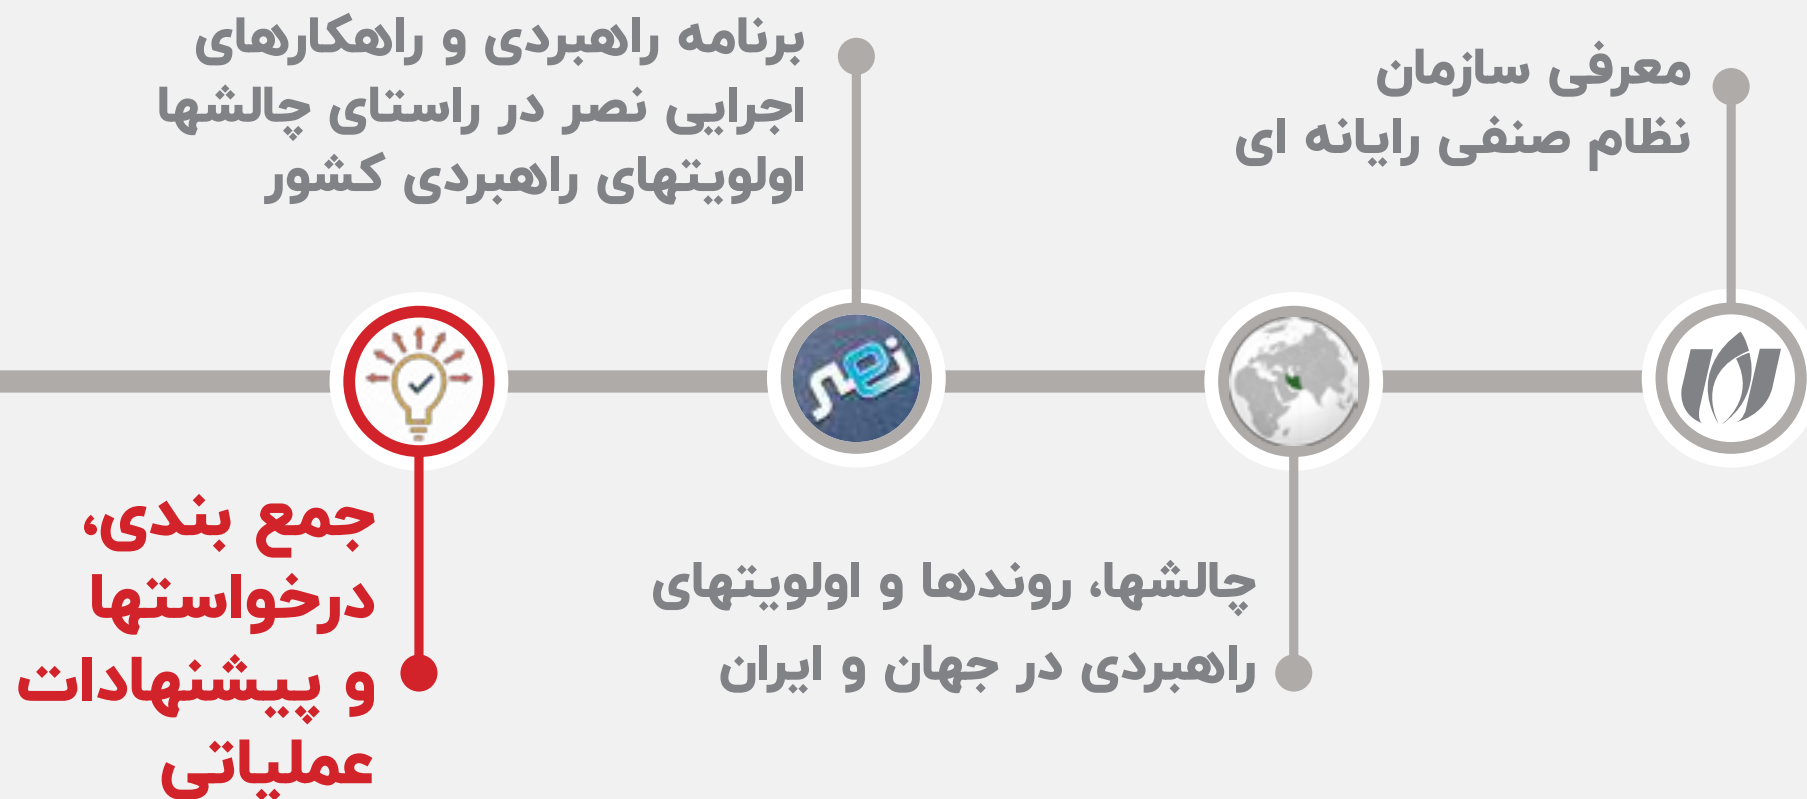 معرفی سازمان
نظام صنفی رایانه ای
چالشها، روندها و اولویتهای
راهبردی در جهان و ایران
برنامه راهبردی و راهکارهای
اجرایی نصر در راستای چالشها
اولویتهای راهبردی کشور
نصر
جمع بندی،
درخواستها
و پیشنهادات
عملیاتی